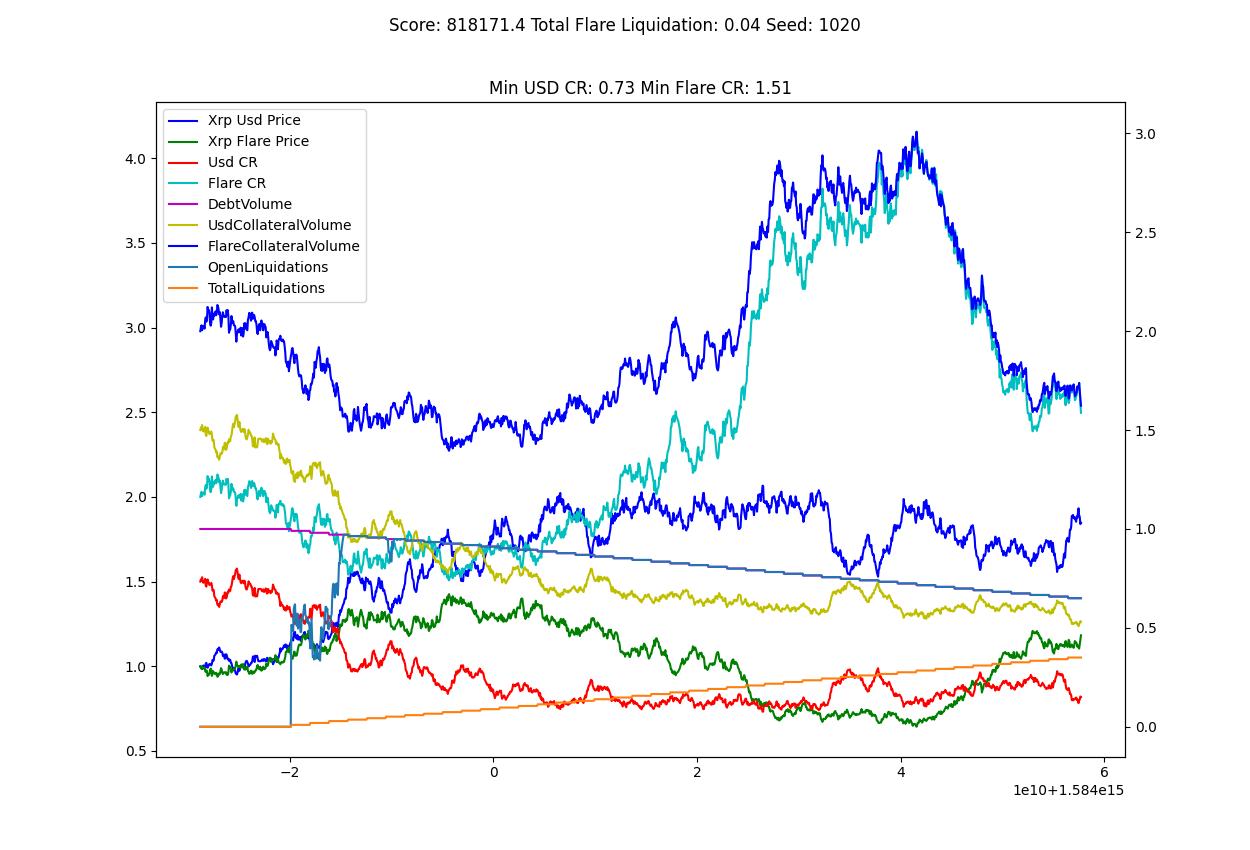 Score: 818171.4 Total Flare Liquidation: 0.04 Seed: 1020
Min USD CR: 0.73 Min Flare CR: 1.51
Xrp Usd Price
Xrp Flare Price
Usd CR
Flare CR
DebtVolume
UsdCollateralVolume
FlareCollateralVolume
OpenLiquidations
TotalLiquidations
4.0
3.5
3.0
2.5
2.0
1.5
1.0
0.5
3.0
2.5
2.0
1.5
1.0
0.5
0.0
−2 0 2 4 6
1e10+1.584e15